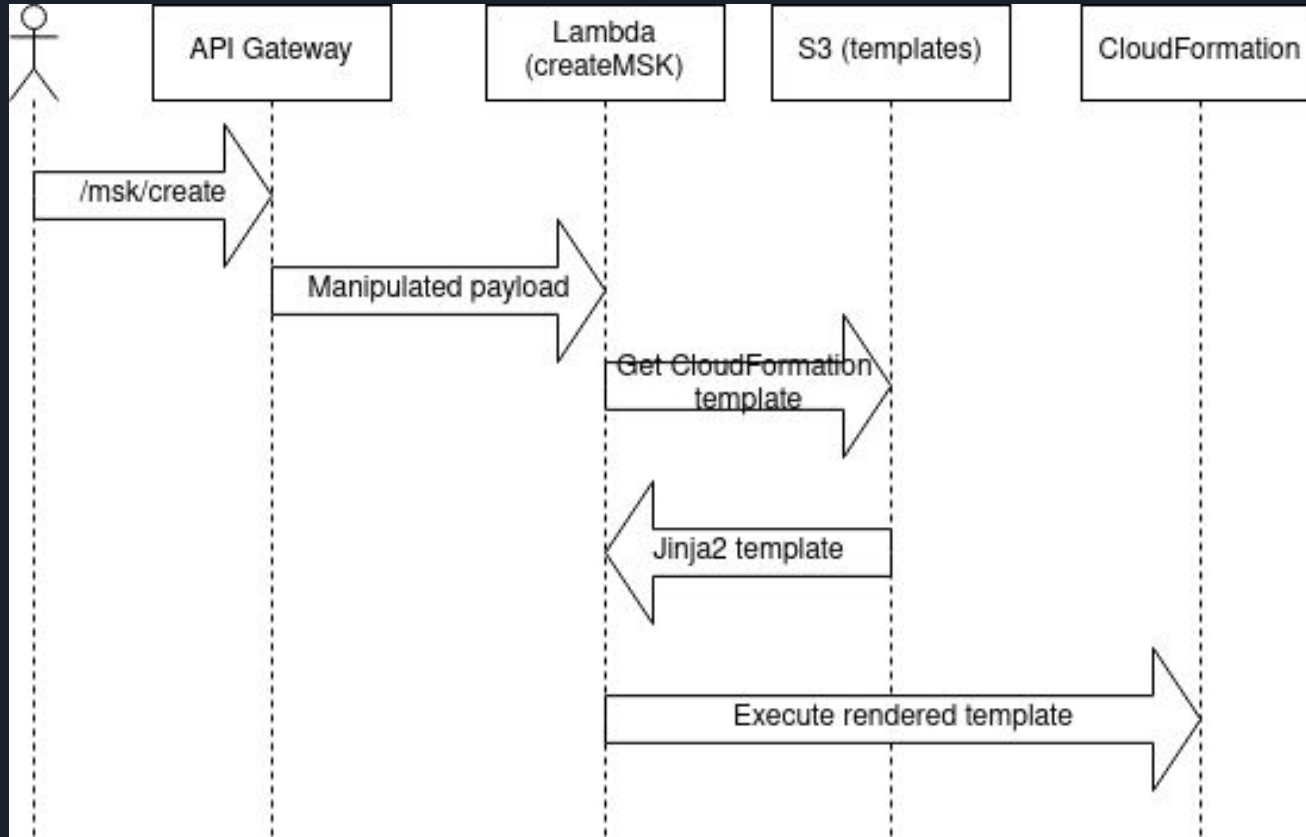 API Gateway
Lambda
(createMSK)
S3 (templates)
CloudFormation
/msk/create
Manipulated payload
Get CloudFormation
template
Jinja2 template
Execute rendered template